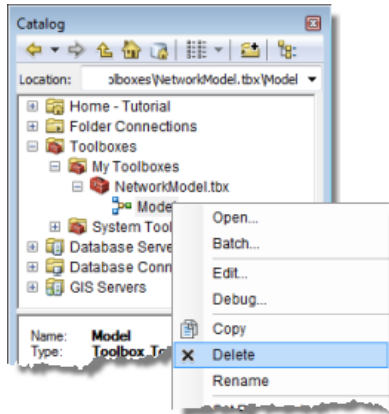 Catalog
Location: olboxes\NetworkModel.tbx\Model
Home - Tutorial
Folder Connections
Toolboxes
My Toolboxes
NetworkModel.tbx
Model
System Tool
Database Serve
Database Conn
GIS Servers
Name: Model
Type: Toolbox To
Open...
Batch...
Edit...
Debug...
Copy
Delete
Rename